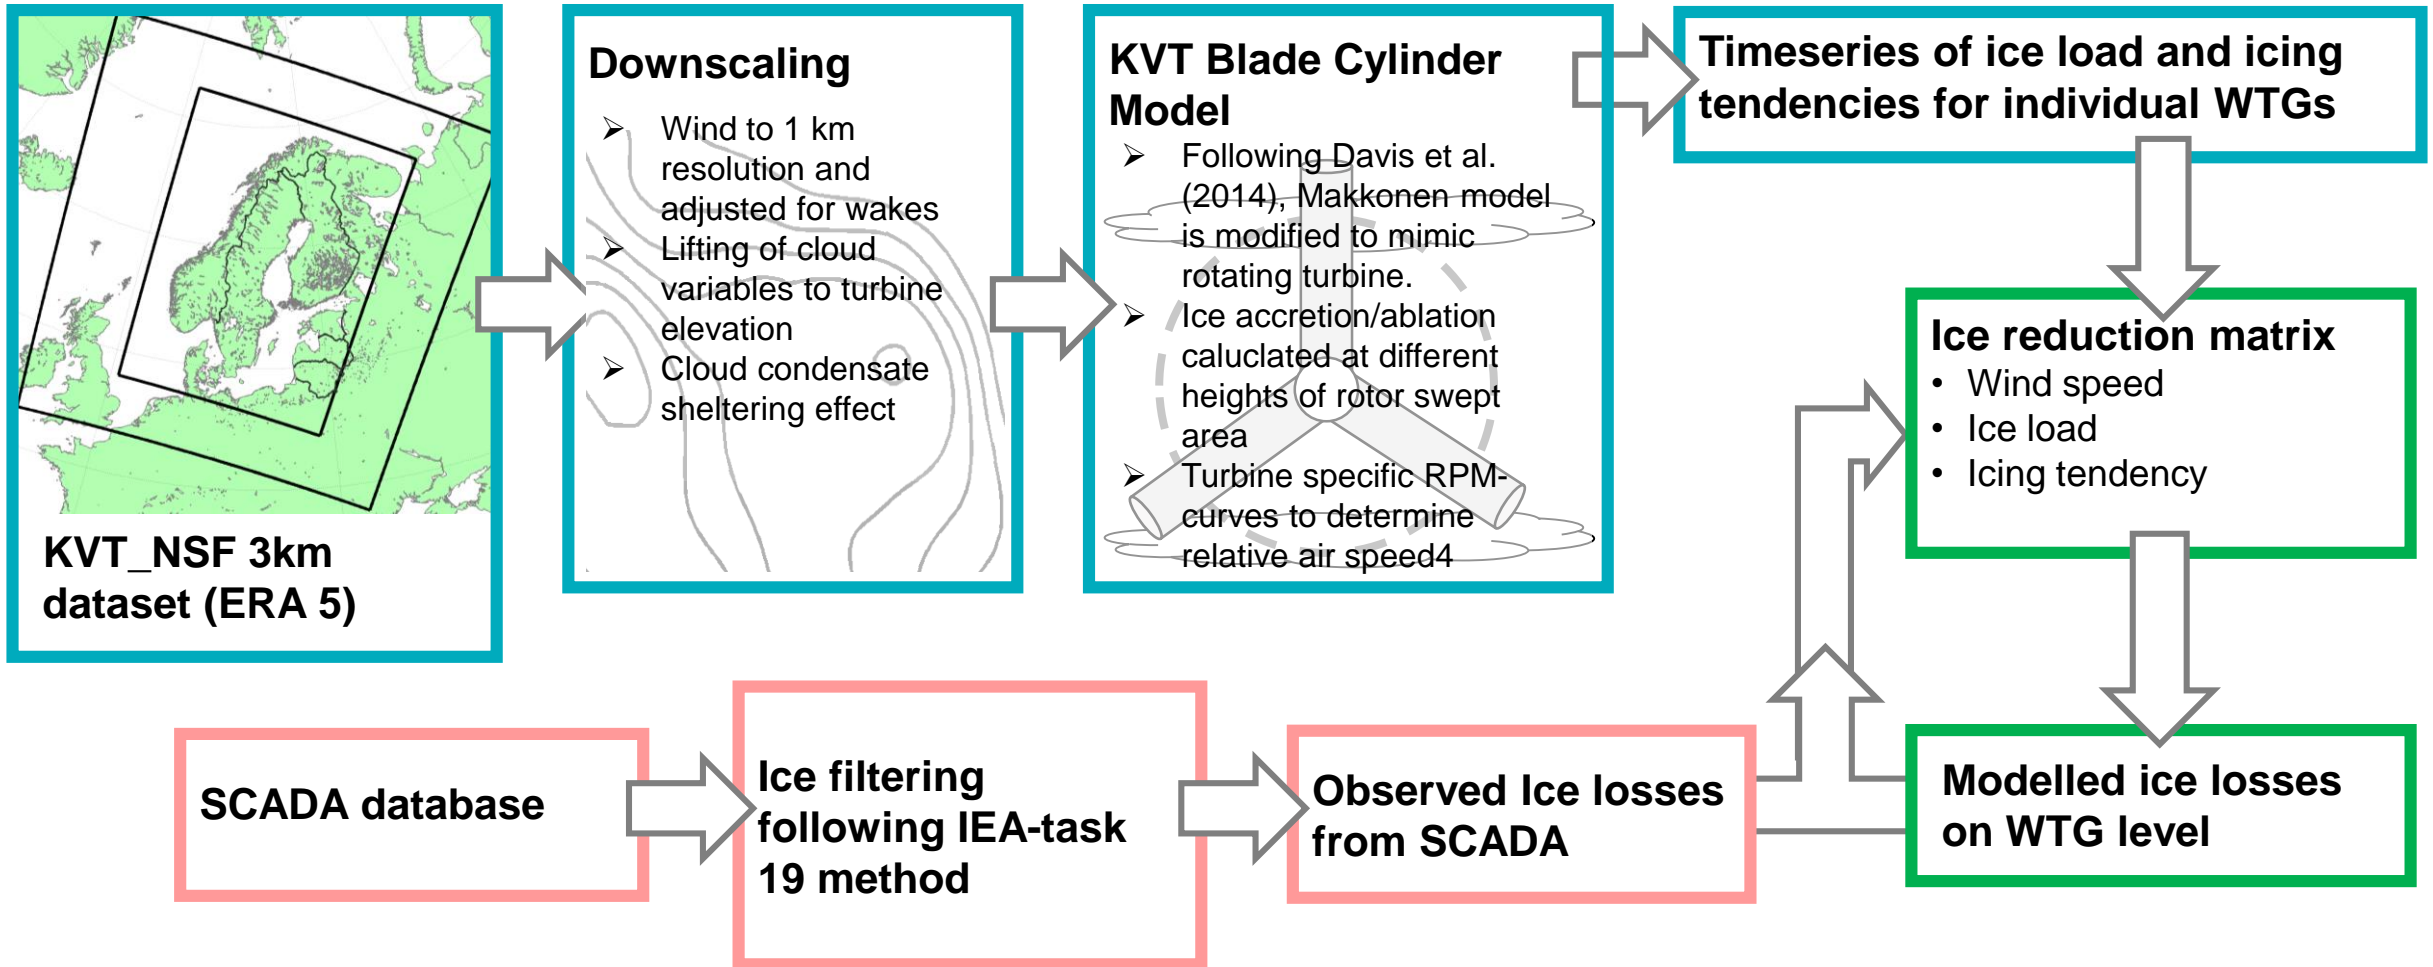 KVT_NSF 3km
dataset (ERA 5)
Downscaling
➢ Wind to 1 km
resolution and
adjusted for wakes
➢ Lifting of cloud
variables to turbine
elevation
➢ Cloud condensate
sheltering effect
KVT Blade Cylinder
Model
➢ Following Davis et al.
(2014), Makkonen model
is modified to mimic
rotating turbine.
➢ Ice accretion/ablation
caluclated at different
heights of rotor swept
area
➢ Turbine specific RPM-
curves to determine
relative air speed4
Timeseries of ice load and icing
tendencies for individual WTGs
Ice reduction matrix
• Wind speed
• Ice load
• Icing tendency
SCADA database
Ice filtering
following IEA-task
19 method
Observed Ice losses
from SCADA
Modelled ice losses
on WTG level